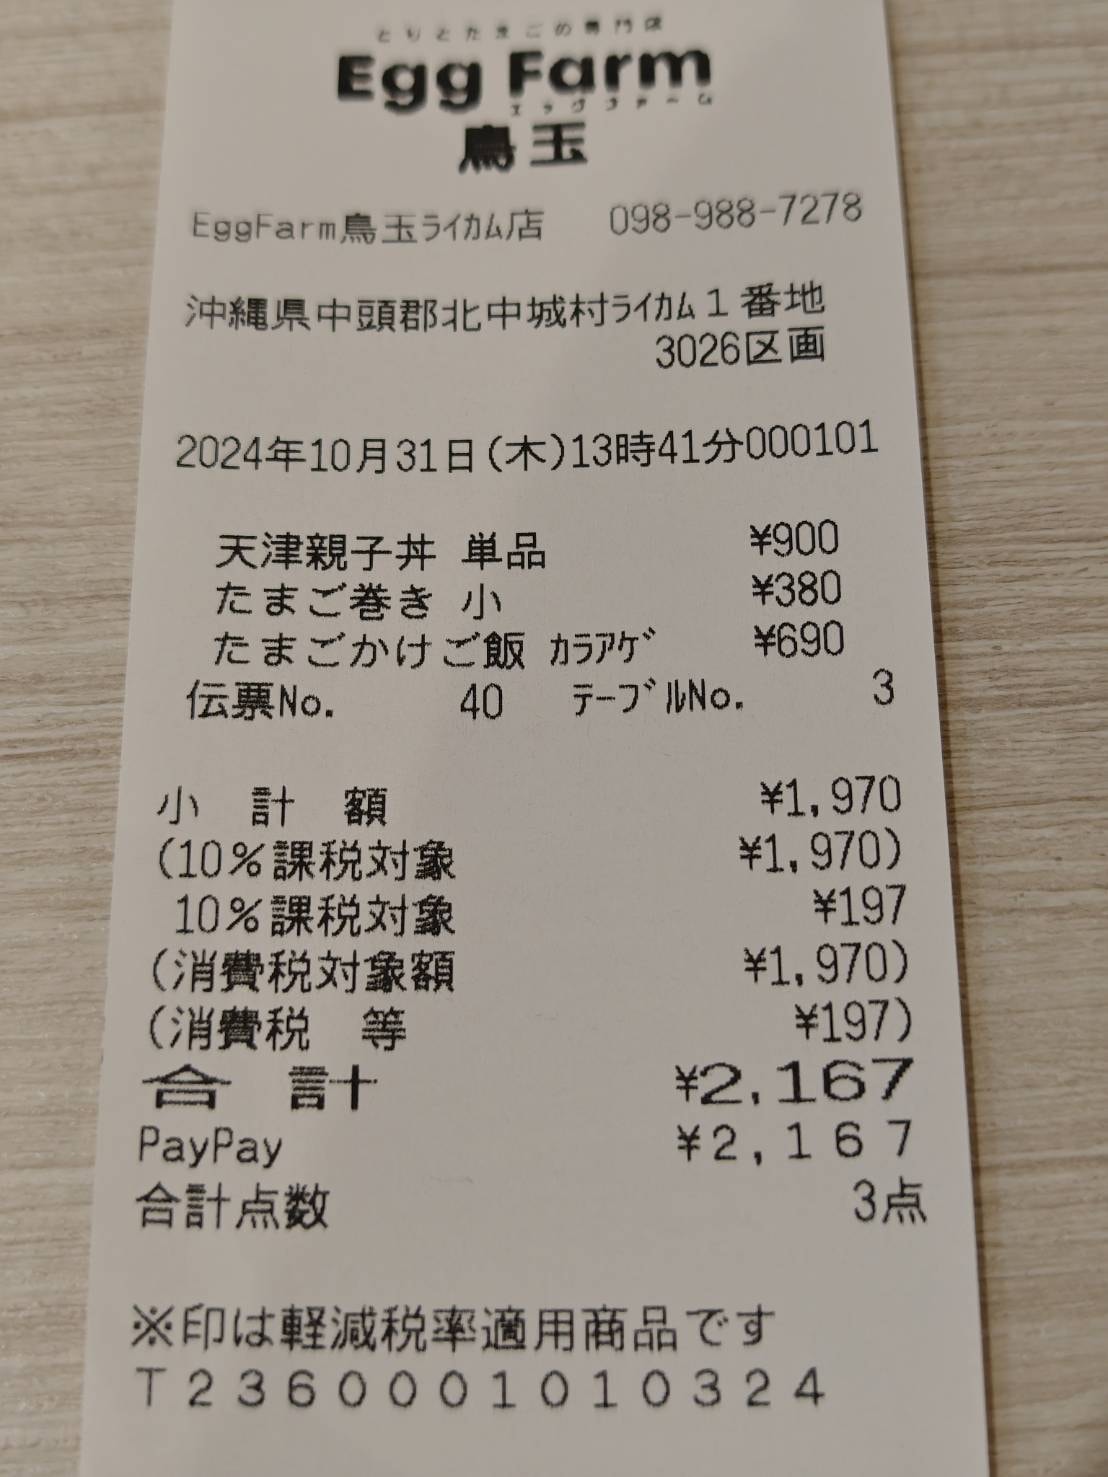 とりとたまごの専門店
Egg Farm
エッグファーム
鳥玉
EggFarm鳥玉ライカム店 098-988-7278
沖縄県中頭郡北中城村ライカム1番地
3026区画
2024年10月31日(木)13時41分000101
天津親子丼 単品 ¥900
たまご巻き 小 ¥380
たまごかけご飯 カラアゲ ¥690
伝票No. 40 テーブルNo. 3
小 計 額 ¥1,970
(10%課税対象 ¥1,970)
10%課税対象 ¥197
(消費税対象額 ¥1,970)
(消費税 等 ¥197)
合 計 ¥2,167
PayPay ¥2,167
合計点数 3点
※印は軽減税率適用商品です
T2360001010324